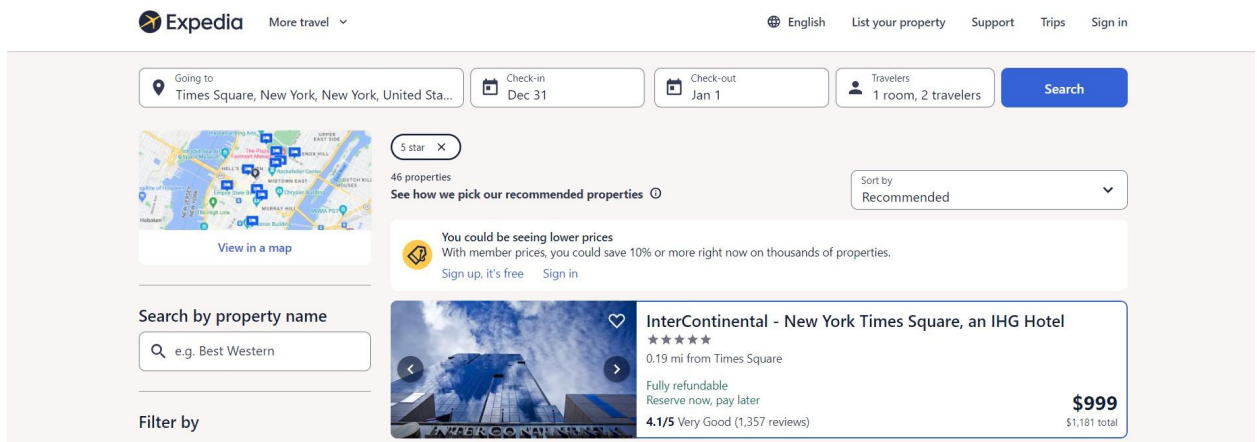 Expedia
More travel
English
List your property
Support
Trips
Sign in
Going to
Times Square, New York, New York, United Sta...
Check-in
Dec 31
Check-out
Jan 1
Travelers
1 room, 2 travelers
Search
View in a map
Search by property name
e.g. Best Western
Filter by
5 star
46 properties
See how we pick our recommended properties
Sort by
Recommended
You could be seeing lower prices
With member prices, you could save 10% or more right now on thousands of properties.
Sign up, it's free
Sign in
INTERCONTINENTAL
InterContinental - New York Times Square, an IHG Hotel
0.19 mi from Times Square
Fully refundable
Reserve now, pay later
4.1/5 Very Good (1,357 reviews)
$999
$1,181 total